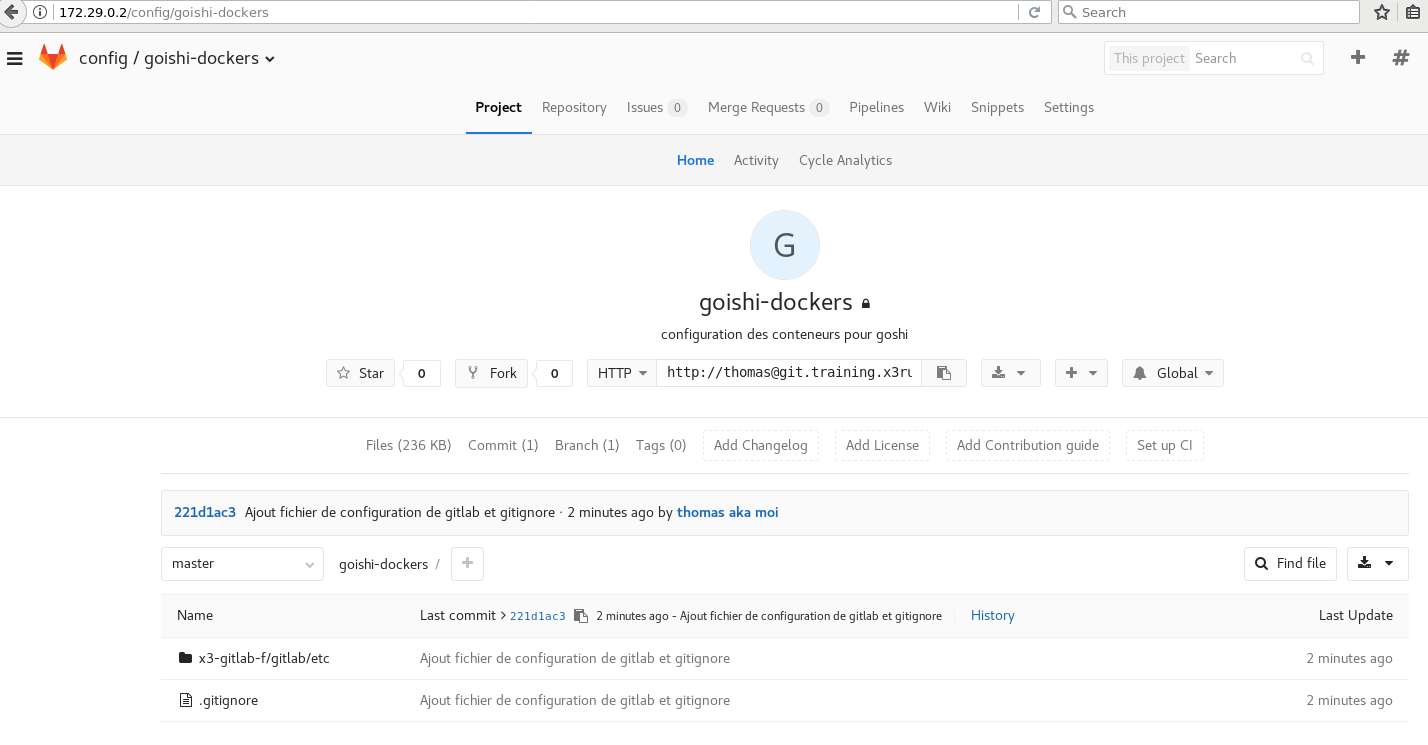 172.29.0.2/config/goishi-dockers
Search
config / goishi-dockers
This project Search
Project Repository Issues 0 Merge Requests 0 Pipelines Wiki Snippets Settings
Home Activity Cycle Analytics
G
goishi-dockers
configuration des conteneurs pour goshi
Star 0 Fork 0 HTTP http://thomas@git.training.x3ru Global
Files (236 KB) Commit (1) Branch (1) Tags (0) Add Changelog Add License Add Contribution guide Set up CI
221d1ac3 Ajout fichier de configuration de gitlab et gitignore · 2 minutes ago by thomas aka moi
master goishi-dockers / + Find file
Name Last commit > 221d1ac3 2 minutes ago - Ajout fichier de configuration de gitlab et gitignore History Last Update
x3-gitlab-f/gitlab/etc Ajout fichier de configuration de gitlab et gitignore 2 minutes ago
.gitignore Ajout fichier de configuration de gitlab et gitignore 2 minutes ago